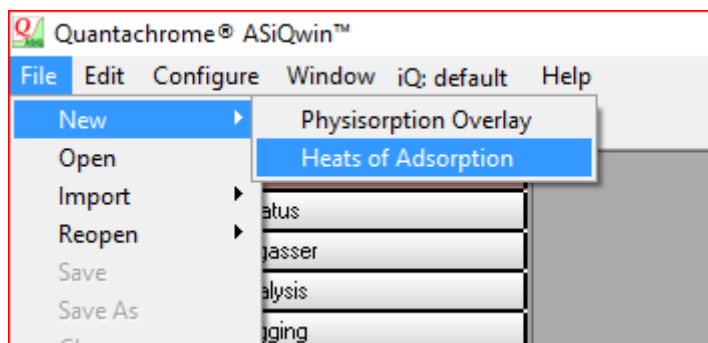 Quantachrome® ASiQwin™
File Edit Configure Window iQ: default Help
New Physisorption Overlay
Open Heats of Adsorption
Import
Reopen
Save
Save As